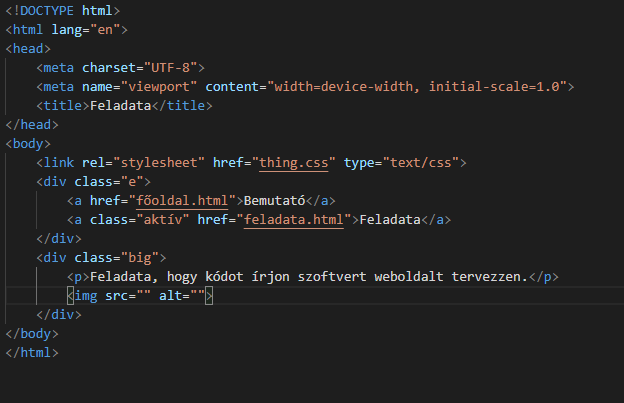 <!DOCTYPE html>
<html lang="en">
<head>
    <meta charset="UTF-8">
    <meta name="viewport" content="width=device-width, initial-scale=1.0">
    <title>Feladata</title>
</head>
<body>
    <link rel="stylesheet" href="thing.css" type="text/css">
    <div class="e">
        <a href="főoldal.html">Bemutató</a>
        <a class="aktív" href="feladata.html">Feladata</a>
    </div>
    <div class="big">
        <p>Feladata, hogy kódot írjon szoftvert weboldalt tervezzen.</p>
        <img src="" alt="">
    </div>
</body>
</html>